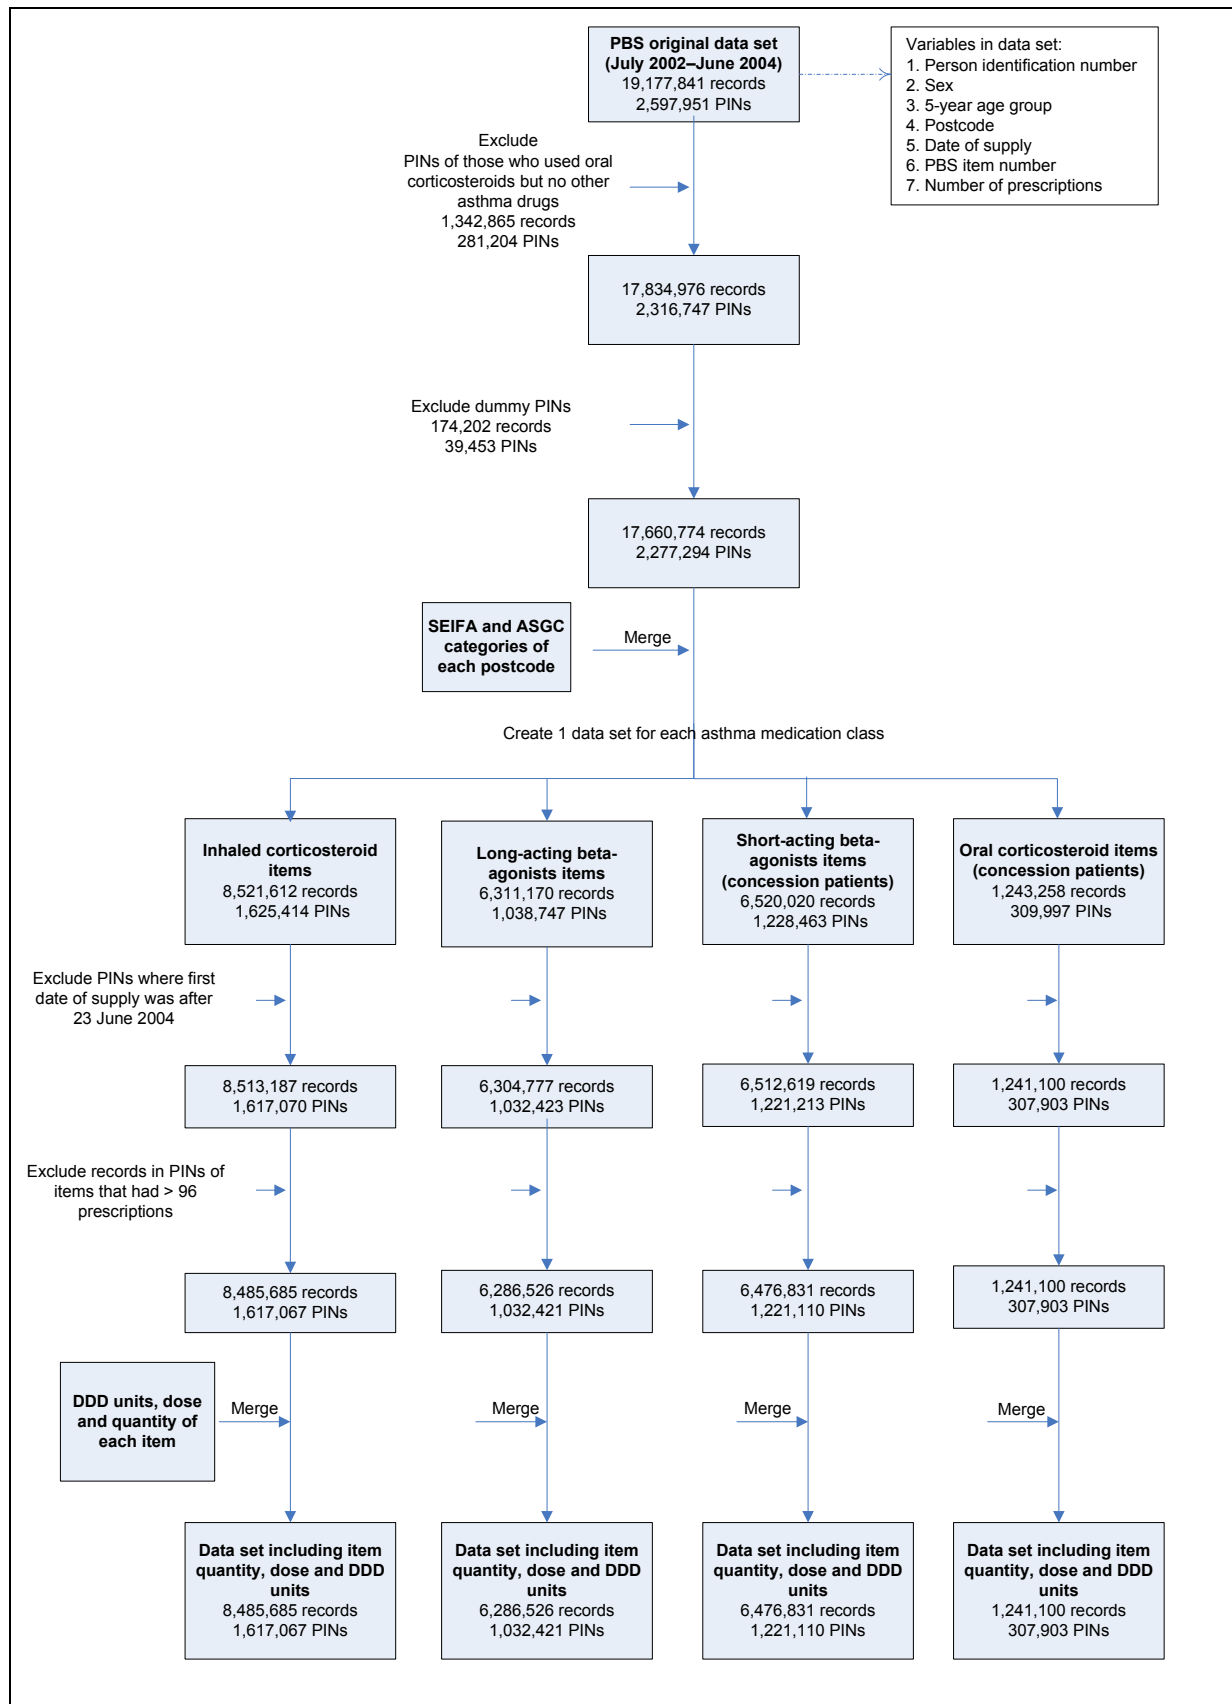 PBS original data set
(July 2002–June 2004)
19,177,841 records
2,597,951 PINs
Variables in data set:
1. Person identification number
2. Sex
3. 5-year age group
4. Postcode
5. Date of supply
6. PBS item number
7. Number of prescriptions
Exclude
PINs of those who used oral
corticosteroids but no other
asthma drugs
1,342,865 records
281,204 PINs
17,834,976 records
2,316,747 PINs
Exclude dummy PINs
174,202 records
39,453 PINs
17,660,774 records
2,277,294 PINs
SEIFA and ASGC
categories of
each postcode
Merge
Create 1 data set for each asthma medication class
Inhaled corticosteroid
items
8,521,612 records
1,625,414 PINs
Long-acting beta-
agonists items
6,311,170 records
1,038,747 PINs
Short-acting beta-
agonists items
(concession patients)
6,520,020 records
1,228,463 PINs
Oral corticosteroid items
(concession patients)
1,243,258 records
309,997 PINs
Exclude PINs where first
date of supply was after
23 June 2004
8,513,187 records
1,617,070 PINs
6,304,777 records
1,032,423 PINs
6,512,619 records
1,221,213 PINs
1,241,100 records
307,903 PINs
Exclude records in PINs of
items that had > 96
prescriptions
8,485,685 records
1,617,067 PINs
6,286,526 records
1,032,421 PINs
6,476,831 records
1,221,110 PINs
1,241,100 records
307,903 PINs
DDD units, dose
and quantity of
each item
Merge
Merge
Merge
Merge
Data set including item
quantity, dose and DDD
units
8,485,685 records
1,617,067 PINs
Data set including item
quantity, dose and DDD
units
6,286,526 records
1,032,421 PINs
Data set including item
quantity, dose and DDD
units
6,476,831 records
1,221,110 PINs
Data set including item
quantity, dose and DDD
units
1,241,100 records
307,903 PINs